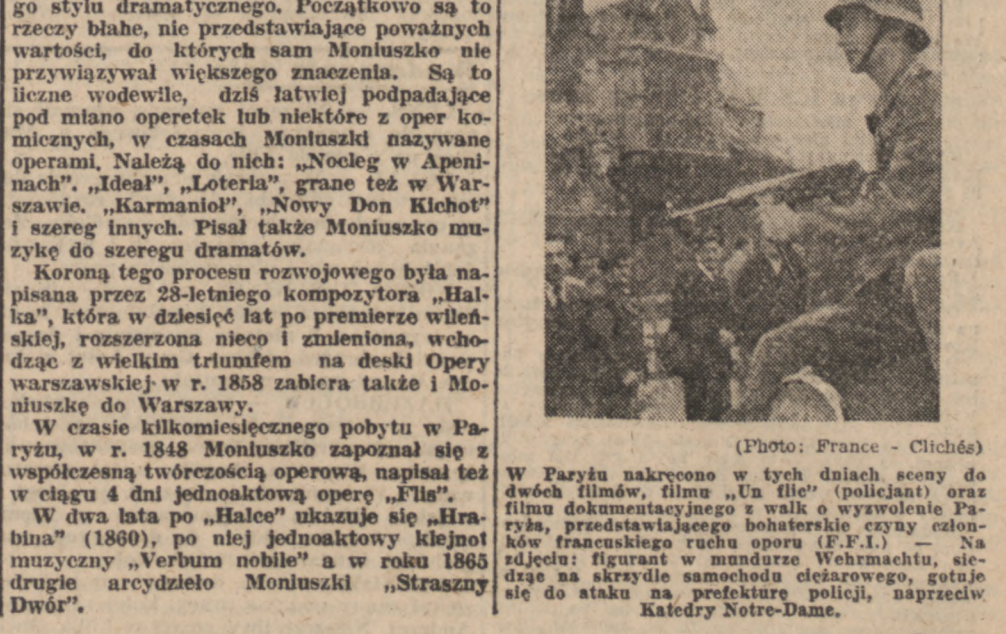 go stylu dramatycznego. Początkowo są to
rzeczy błahe, nie przedstawiające poważnych
wartości, do których sam Moniuszko nie
przywiązywał większego znaczenia. Są to
liczne wodewile, dziś łatwiej podpadające
pod miano operetek lub niektóre z oper ko-
micznych, w czasach Moniuszki nazywane
operami. Należą do nich: „Nocleg w Apeni-
nach". „Ideał", „Loteria", grane też w War-
szawie. „Karmanioł", „Nowy Don Kichot"
i szereg innych. Pisał także Moniuszko mu-
zykę do szeregu dramatów.
Koroną tego procesu rozwojowego była na-
pisana przez 28-letniego kompozytora „Hal-
ka", która w dziesięć lat po premierze wileń-
skiej, rozszerzona nieco i zmieniona, wcho-
dząc z wielkim triumfem na deski Opery
warszawskiej w r. 1858 zabiera także i Mo-
niuszkę do Warszawy.
W czasie kilkomiesięcznego pobytu w Pa-
ryżu, w r. 1848 Moniuszko zapoznał się z
współczesną twórczością operową, napisał też
w ciągu 4 dni jednoaktową operę „Flis".
W dwa lata po „Halce" ukazuje się „Hra-
bina" (1860), po niej jednoaktowy klejnot
muzyczny „Verbum nobile" a w roku 1865
drugie arcydzieło Moniuszki „Straszny
Dwór".
(Photo: France - Clichés)
W Paryżu nakręcono w tych dniach sceny do
dwóch filmów, filmu „Un flic" (policjant) oraz
filmu dokumentacyjnego z walk o wyzwolenie Pa-
ryża, przedstawiającego bohaterskie czyny człon-
ków francuskiego ruchu oporu (F.F.I.) — Na
zdjęciu: figurant w mundurze Wehrmachtu, sie-
dząc na skrzydle samochodu ciężarowego, gotuje
się do ataku na prefekturę policji, naprzeciw
Katedry Notre-Dame.